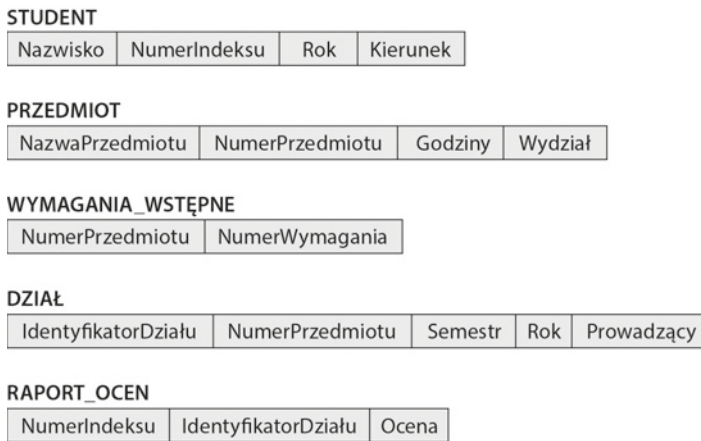 STUDENT
Nazwisko NumerIndeksu Rok Kierunek
PRZEDMIOT
NazwaPrzedmiotu NumerPrzedmiotu Godziny Wydział
WYMAGANIA_WSTĘPNE
NumerPrzedmiotu NumerWymagania
DZIAŁ
IdentyfikatorDziału NumerPrzedmiotu Semestr Rok Prowadzący
RAPORT_OCEN
NumerIndeksu IdentyfikatorDziału Ocena